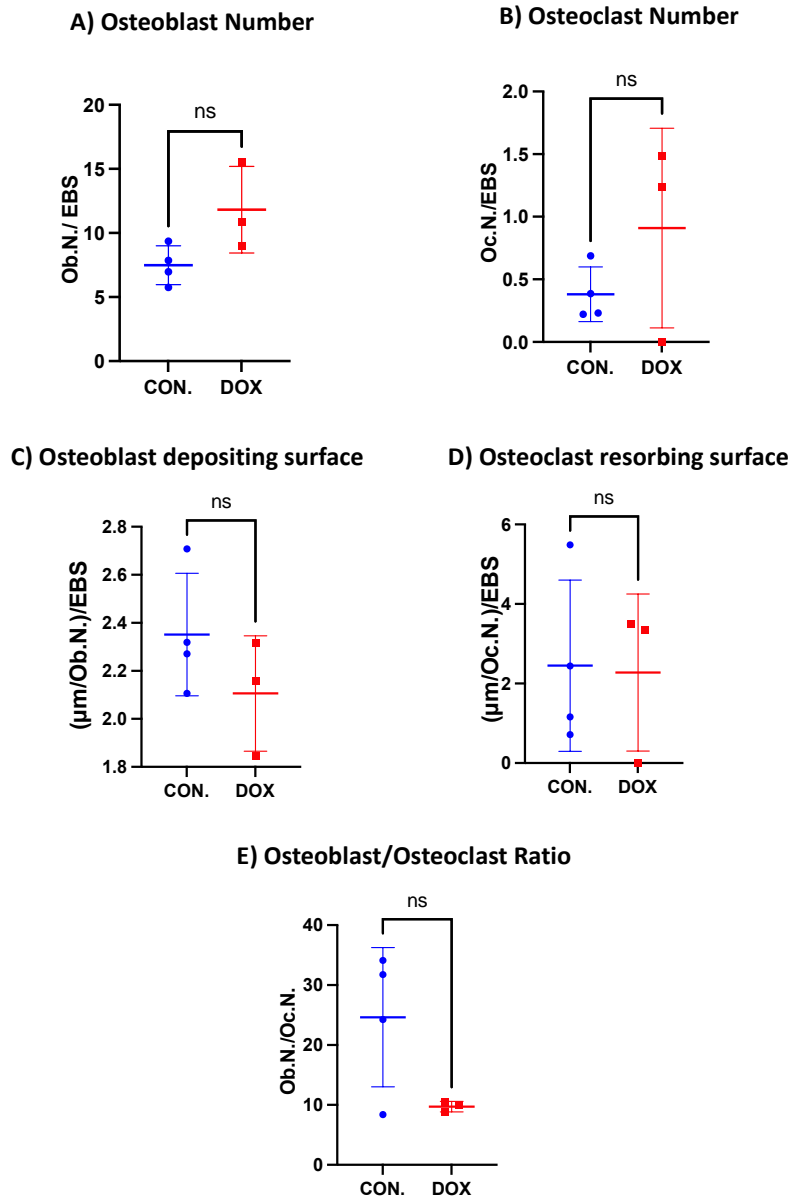 A) Osteoblast Number
ns
20
15
10
5
0
Ob.N./ EBS
CON.
DOX
B) Osteoclast Number
ns
2.0
1.5
1.0
0.5
0.0
Oc.N./EBS
CON.
DOX
C) Osteoblast depositing surface
ns
2.8
2.6
2.4
2.2
2.0
1.8
(µm/Ob.N.)/EBS
CON.
DOX
D) Osteoclast resorbing surface
ns
6
4
2
0
(µm/Oc.N.)/EBS
CON.
DOX
E) Osteoblast/Osteoclast Ratio
ns
40
30
20
10
0
Ob.N./Oc.N.
CON.
DOX